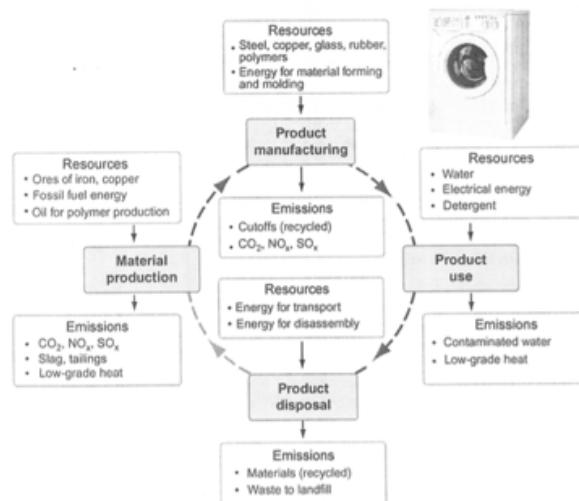 Resources
• Steel, copper, glass, rubber,
polymers
• Energy for material forming
and molding
Product
manufacturing
Resources
• Ores of iron, copper
• Fossil fuel energy
• Oil for polymer production
Resources
• Water
• Electrical energy
• Detergent
Emissions
• Cutoffs (recycled)
• CO₂, NOₓ, SOₓ
Material
production
Product
use
Resources
• Energy for transport
• Energy for disassembly
Emissions
• CO₂, NOₓ, SOₓ
• Slag, tailings
• Low-grade heat
Emissions
• Contaminated water
• Low-grade heat
Product
disposal
Emissions
• Materials (recycled)
• Waste to landfill